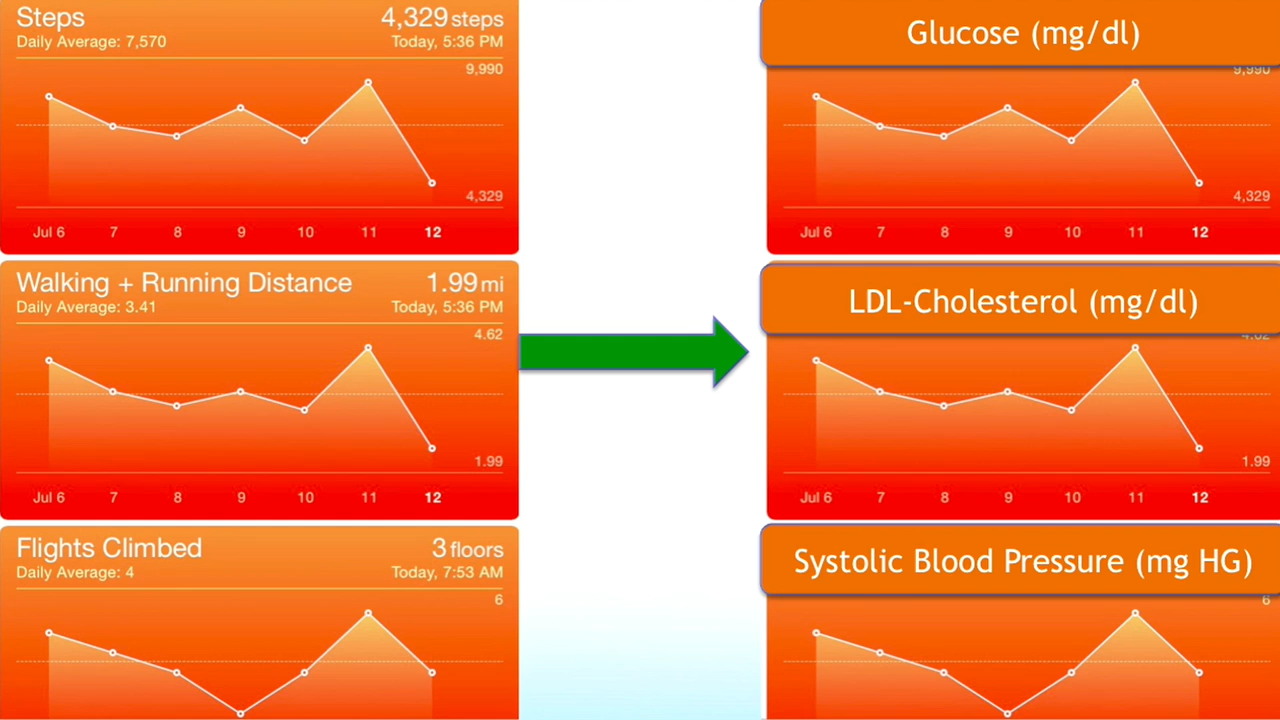 Steps
4,329 steps
Daily Average: 7,570
Today, 5:36 PM
9,990
4,329
Jul 6 7 8 9 10 11 12
Walking + Running Distance
1.99 mi
Daily Average: 3.41
Today, 5:36 PM
4.62
1.99
Jul 6 7 8 9 10 11 12
Flights Climbed
3 floors
Daily Average: 4
Today, 7:53 AM
6
Glucose (mg/dl)
9,990
4,329
Jul 6 7 8 9 10 11 12
LDL-Cholesterol (mg/dl)
4.62
1.99
Jul 6 7 8 9 10 11 12
Systolic Blood Pressure (mg HG)
6